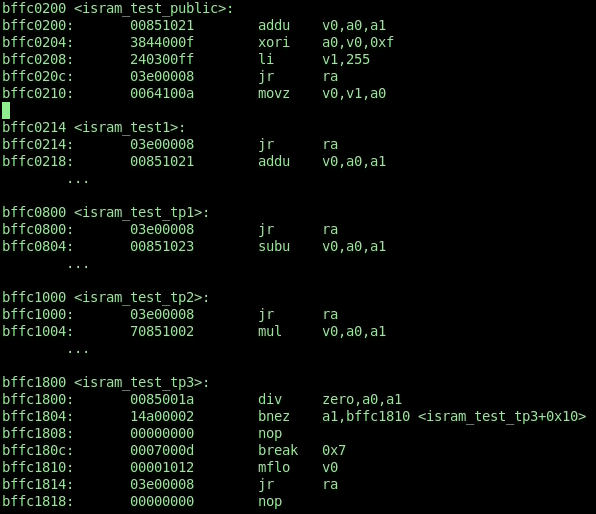 bffc0200 <isram_test_public>:
bffc0200:       00851021        addu    v0,a0,a1
bffc0204:       3844000f        xori    a0,v0,0xf
bffc0208:       240300ff        li      v1,255
bffc020c:       03e00008        jr      ra
bffc0210:       0064100a        movz    v0,v1,a0
bffc0214 <isram_test1>:
bffc0214:       03e00008        jr      ra
bffc0218:       00851021        addu    v0,a0,a1
        ...
bffc0800 <isram_test_tp1>:
bffc0800:       03e00008        jr      ra
bffc0804:       00851023        subu    v0,a0,a1
        ...
bffc1000 <isram_test_tp2>:
bffc1000:       03e00008        jr      ra
bffc1004:       70851002        mul     v0,a0,a1
        ...
bffc1800 <isram_test_tp3>:
bffc1800:       0085001a        div     zero,a0,a1
bffc1804:       14a00002        bnez    a1,bffc1810 <isram_test_tp3+0x10>
bffc1808:       00000000        nop
bffc180c:       0007000d        break   0x7
bffc1810:       00001012        mflo    v0
bffc1814:       03e00008        jr      ra
bffc1818:       00000000        nop